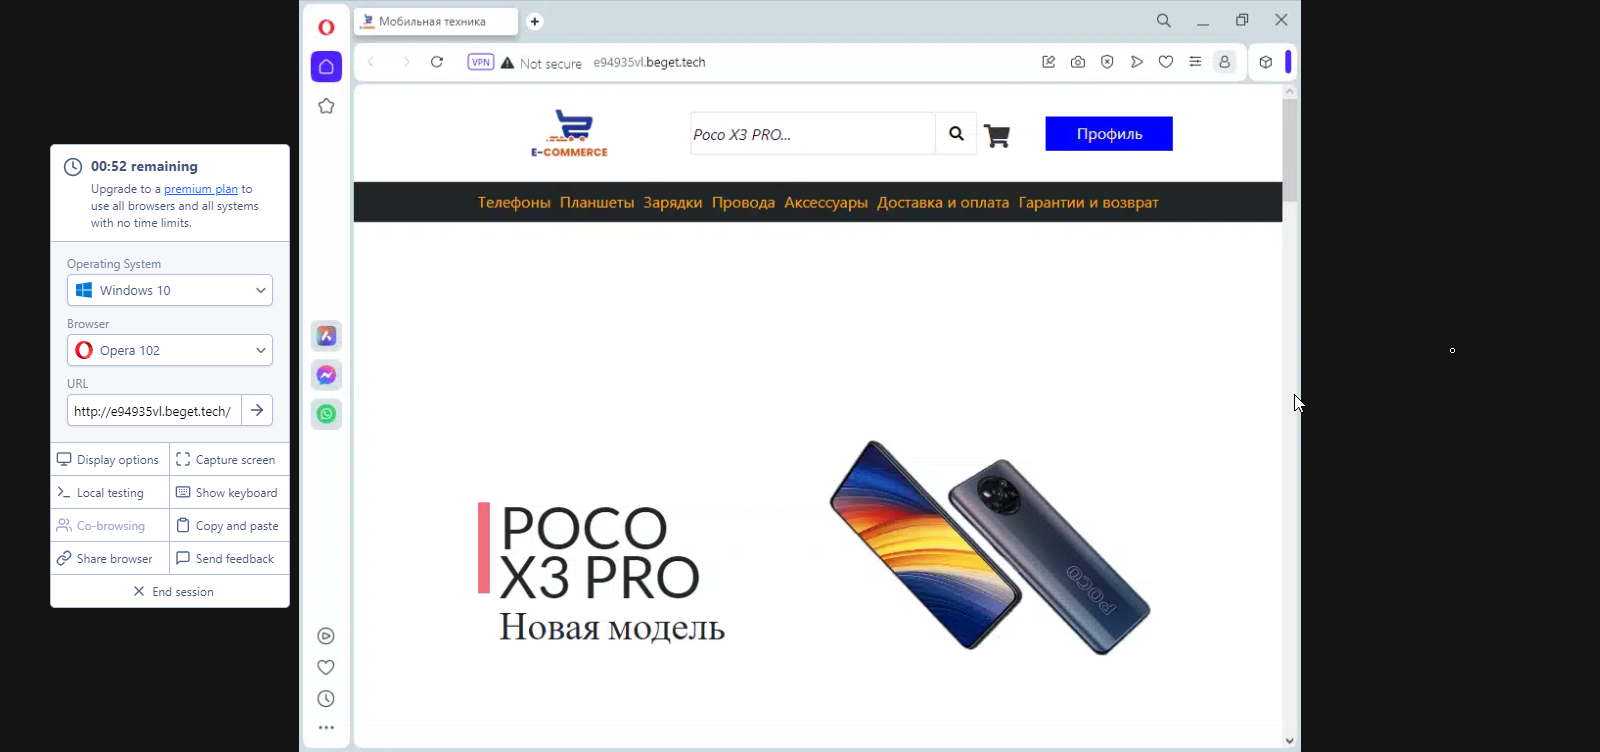 00:52 remaining
Upgrade to a premium plan to
use all browsers and all systems
with no time limits.
Operating System
Windows 10
Browser
Opera 102
URL
http://e94935vl.beget.tech/
Display options
Capture screen
Local testing
Show keyboard
Co-browsing
Copy and paste
Share browser
Send feedback
End session
Мобильная техника
VPN
Not secure e94935vl.beget.tech
E-COMMERCE
Poco X3 PRO...
Профиль
Телефоны Планшеты Зарядки Провода Аксессуары Доставка и оплата Гарантии и возврат
POCO
X3 PRO
Новая модель
POCO